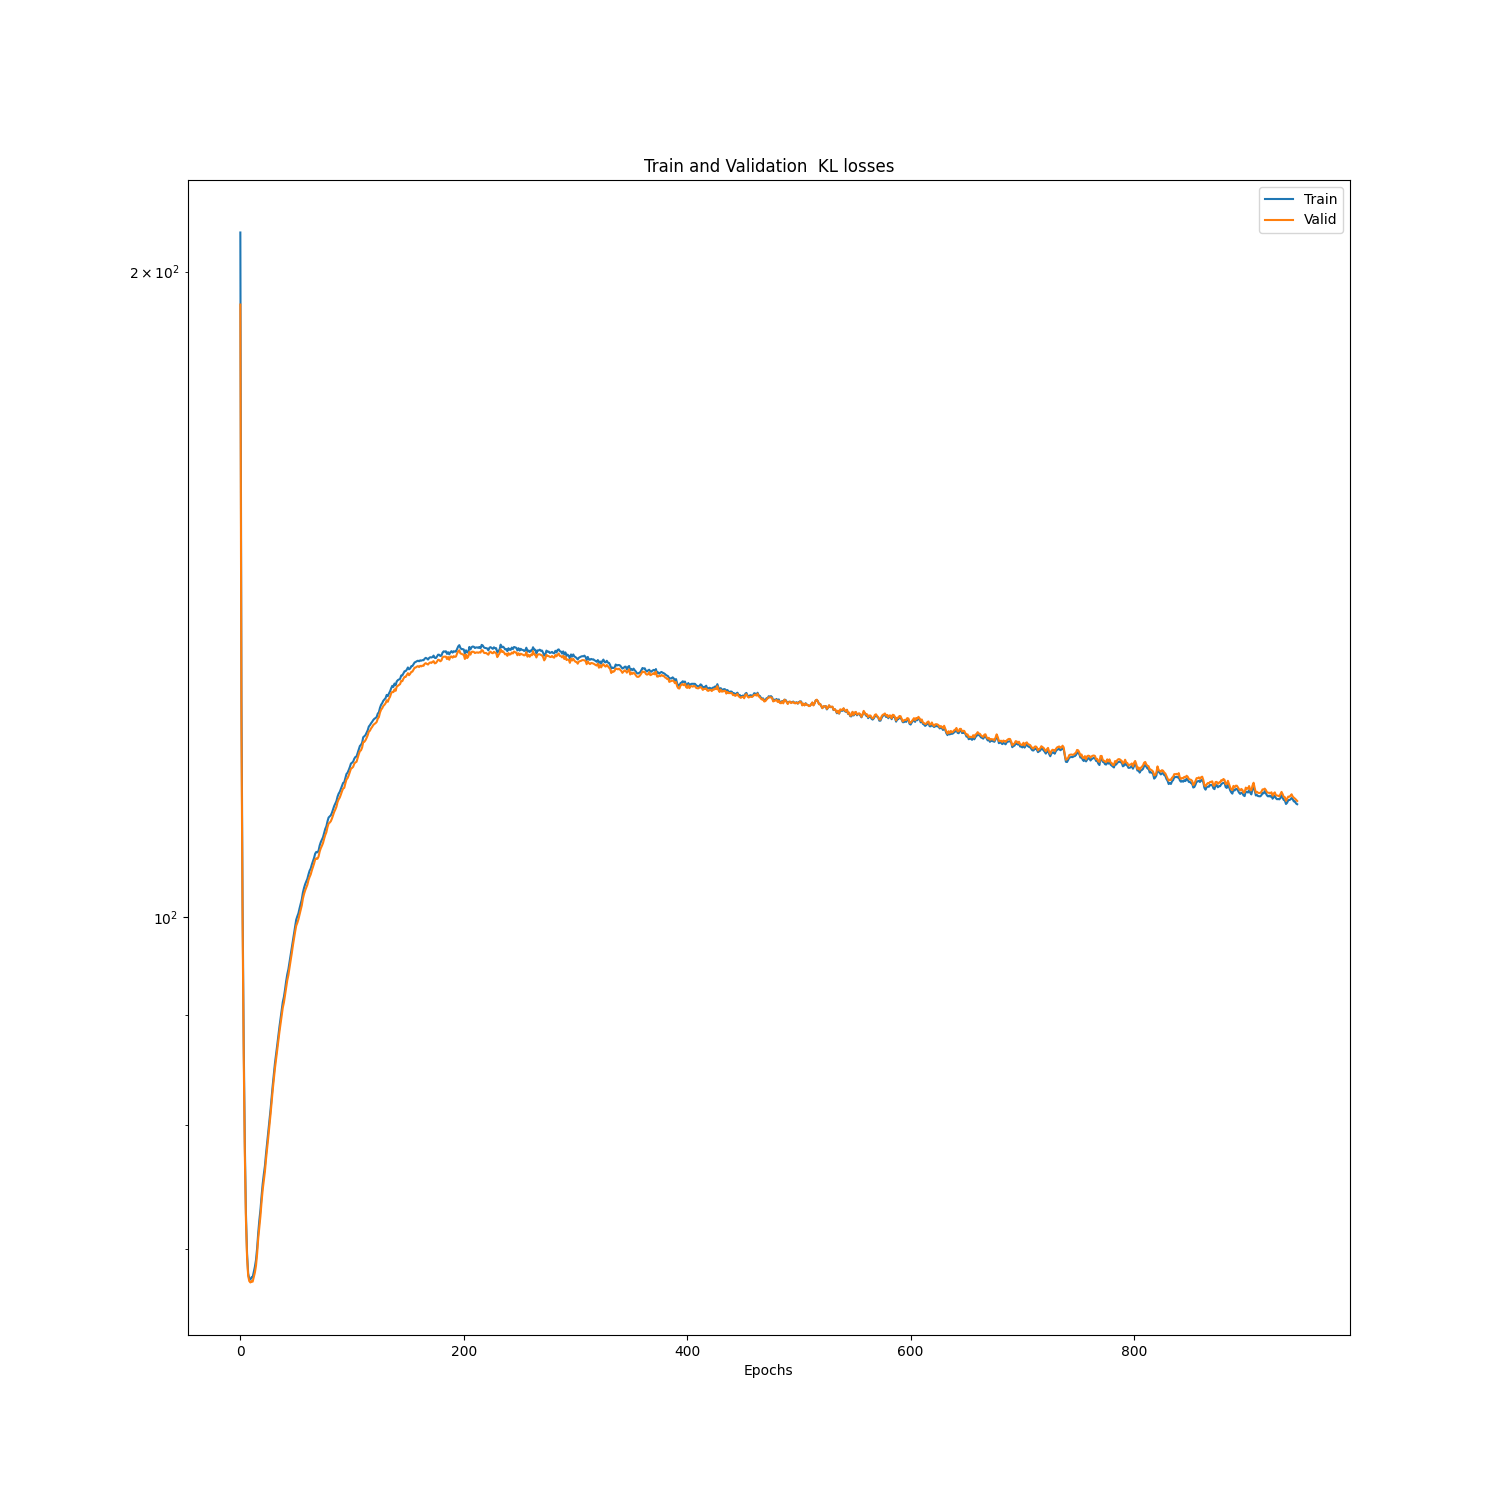 Train and Validation  KL losses
Train
Valid
2 × 10²
10²
0 200 400 600 800
Epochs